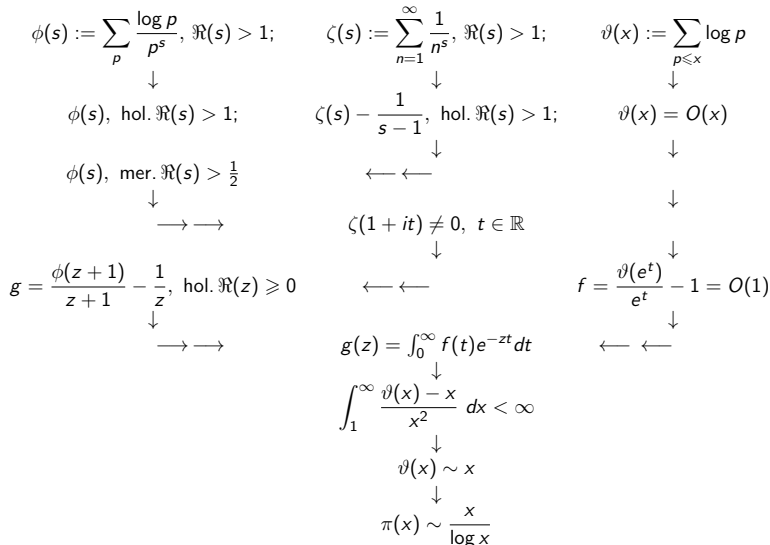 ϕ(s) := ∑_p log p / p^s, ℜ(s) > 1; ζ(s) := ∑_{n=1}^∞ 1/n^s, ℜ(s) > 1; ϑ(x) := ∑_{p⩽x} log p
↓ ↓ ↓
ϕ(s), hol. ℜ(s) > 1; ζ(s) − 1/(s − 1), hol. ℜ(s) > 1; ϑ(x) = O(x)
↓ ↓
ϕ(s), mer. ℜ(s) > 1/2 ⟵⟵
↓ ↓
⟶⟶ ζ(1 + it) ≠ 0, t ∈ ℝ
↓ ↓
g = ϕ(z + 1)/(z + 1) − 1/z, hol. ℜ(z) ⩾ 0 ⟵⟵ f = ϑ(e^t)/e^t − 1 = O(1)
↓ ↓
⟶⟶ g(z) = ∫_0^∞ f(t)e^{−zt}dt ⟵ ⟵
↓
∫_1^∞ (ϑ(x) − x)/x^2 dx < ∞
↓
ϑ(x) ∼ x
↓
π(x) ∼ x/log x